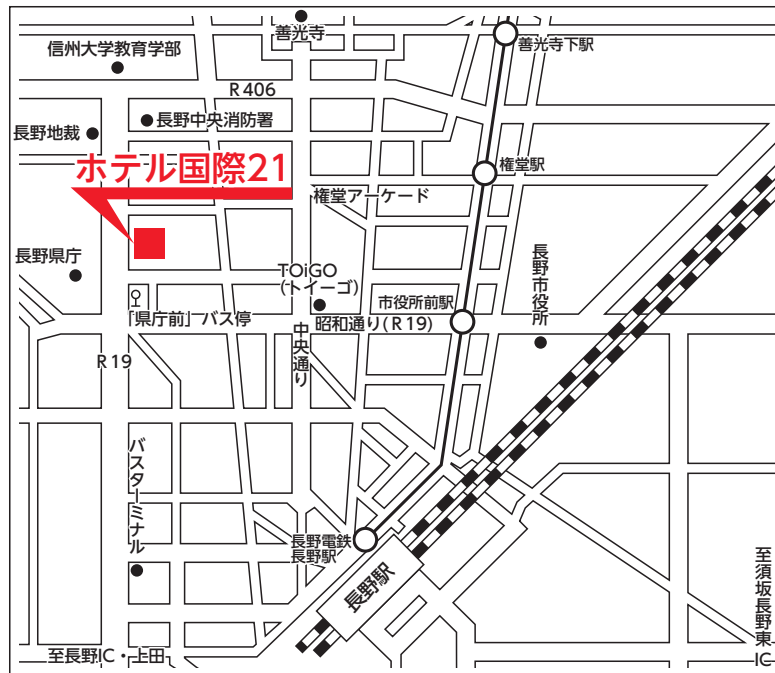 善光寺
善光寺下駅
信州大学教育学部
R406
長野中央消防署
長野地裁
ホテル国際21
権堂駅
権堂アーケード
長野県庁
TOiGO
(トイーゴ)
長野市役所
市役所前駅
「県庁前」バス停
昭和通り(R19)
中央通り
R19
バスターミナル
長野電鉄
長野駅
長野駅
至須坂長野東IC
至長野IC・上田